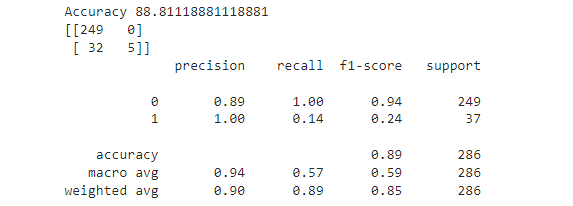 Accuracy 88.81118881118881
[[249   0]
 [ 32   5]]
              precision    recall  f1-score   support

           0       0.89      1.00      0.94       249
           1       1.00      0.14      0.24        37

    accuracy                           0.89       286
   macro avg       0.94      0.57      0.59       286
weighted avg       0.90      0.89      0.85       286